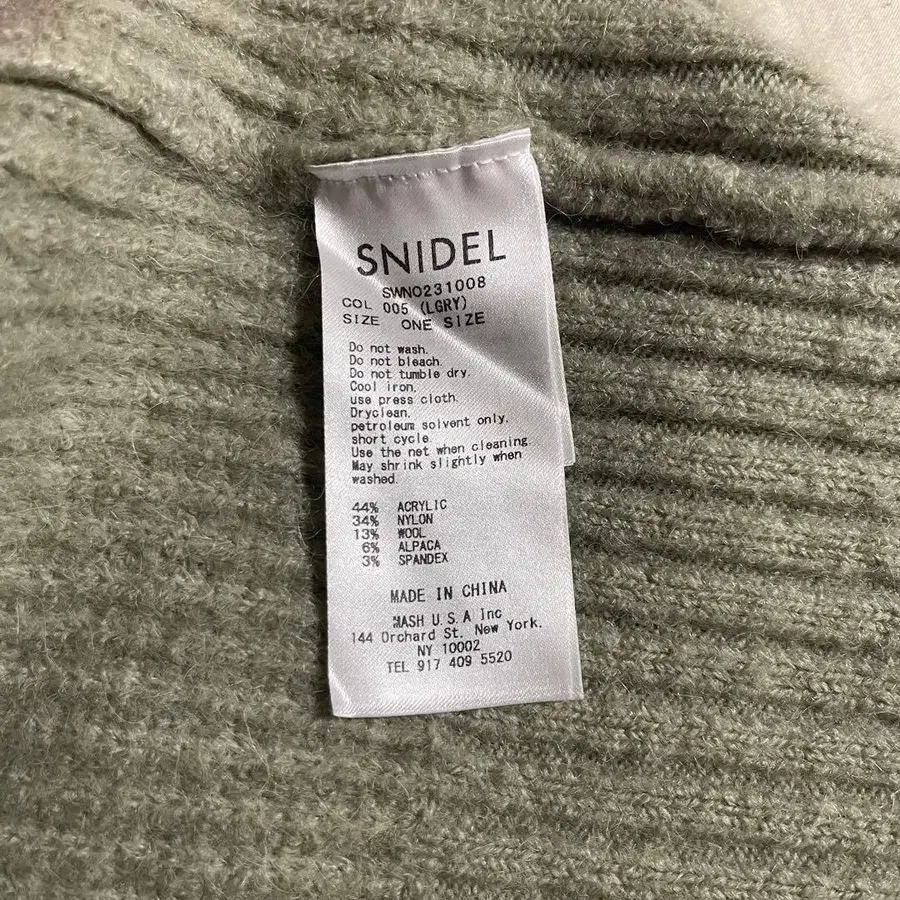 SNIDEL
SWNO231008
COL 005 (LGRY)
SIZE ONE SIZE
Do not wash.
Do not bleach.
Do not tumble dry.
Cool iron.
use press cloth.
Dryclean.
petroleum solvent only.
short cycle.
Use the net when cleaning.
May shrink slightly when
washed.
44% ACRYLIC
34% NYLON
13% WOOL
6% ALPACA
3% SPANDEX
MADE IN CHINA
MASH U.S.A Inc
144 Orchard St. New York.
NY 10002
TEL 917 409 5520